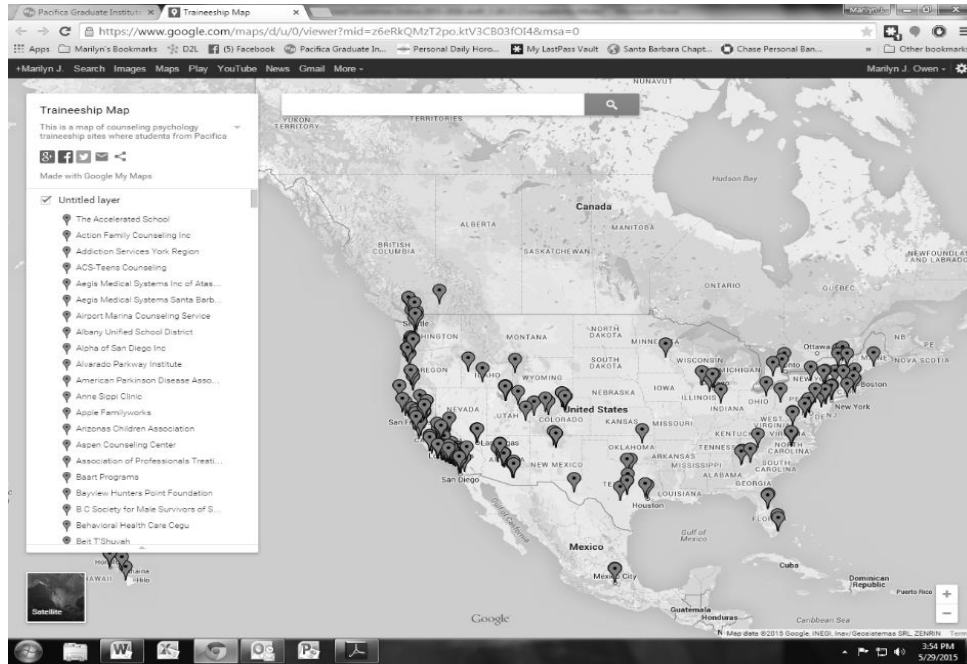 Pacifica Graduate Institut
Traineeship Map
https://www.google.com/maps/d/u/0/viewer?mid=z6eRkQMzT2po.ktV3CB03fOI4&msa=0
Apps
Marilyn's Bookmarks
D2L
(5) Facebook
Pacifica Graduate In...
Personal Daily Horo...
My LastPass Vault
Santa Barbara Chapt...
Chase Personal Ban...
»
Other bookmarks
+Marilyn J. Search Images Maps Play YouTube News Gmail More -
Marilyn J. Owen -
Traineeship Map
This is a map of counseling psychology
traineeship sites where students from Pacifica
Made with Google My Maps
Untitled layer
The Accelerated School
Action Family Counseling Inc
Addiction Services York Region
ACS-Teens Counseling
Aegis Medical Systems Inc of Atas...
Aegis Medical Systems Santa Barb...
Airport Marina Counseling Service
Albany Unified School District
Alpha of San Diego Inc
Alvarado Parkway Institute
American Parkinson Disease Asso...
Anne Sippi Clinic
Apple Familyworks
Arizonas Children Association
Aspen Counseling Center
Association of Professionals Treati...
Baart Programs
Bayview Hunters Point Foundation
B.C Society for Male Survivors of S...
Behavioral Health Care Cegu
Beit T'Shuvah
NUNAVUT
YUKON
TERRITORY
TERRITORIES
Hudson Bay
Canada
ALBERTA
MANITOBA
BRITISH
COLUMBIA
SASKATCHEWAN
NEWFOUNDLA
AND LABRADO
ONTARIO
QUEBEC
NORTH
DAKOTA
MONTANA
Ottawa
NB
PE
MAINE
NOVA SCOTIA
SOUTH
DAKOTA
WISCONSIN
MICHIGAN
WYOMING
IOWA
Boston
NEBRASKA
ILLINOIS
OHIO
New York
NEVADA
UTAH
United States
INDIANA
COLORADO
KANSAS
MISSOURI
WEST
VIRGINIA
OKLAHOMA
ARKANSAS
NORTH
CAROLINA
NEW MEXICO
MISSISSIPPI
SOUTH
CAROLINA
ALABAMA
San Diego
GEORGIA
LOUISIANA
Houston
Gulf of
California
Gulf of
Mexico
Mexico
Mexico City
Cuba
Dominican
Republic
Puerto Rico
HAWAII
Hilo
Guatemala
Honduras
Caribbean Sea
Satellite
Google
Map data ©2015 Google, INEGI, Inav/Geosistemas SRL, ZENRIN
3:54 PM
5/29/2015